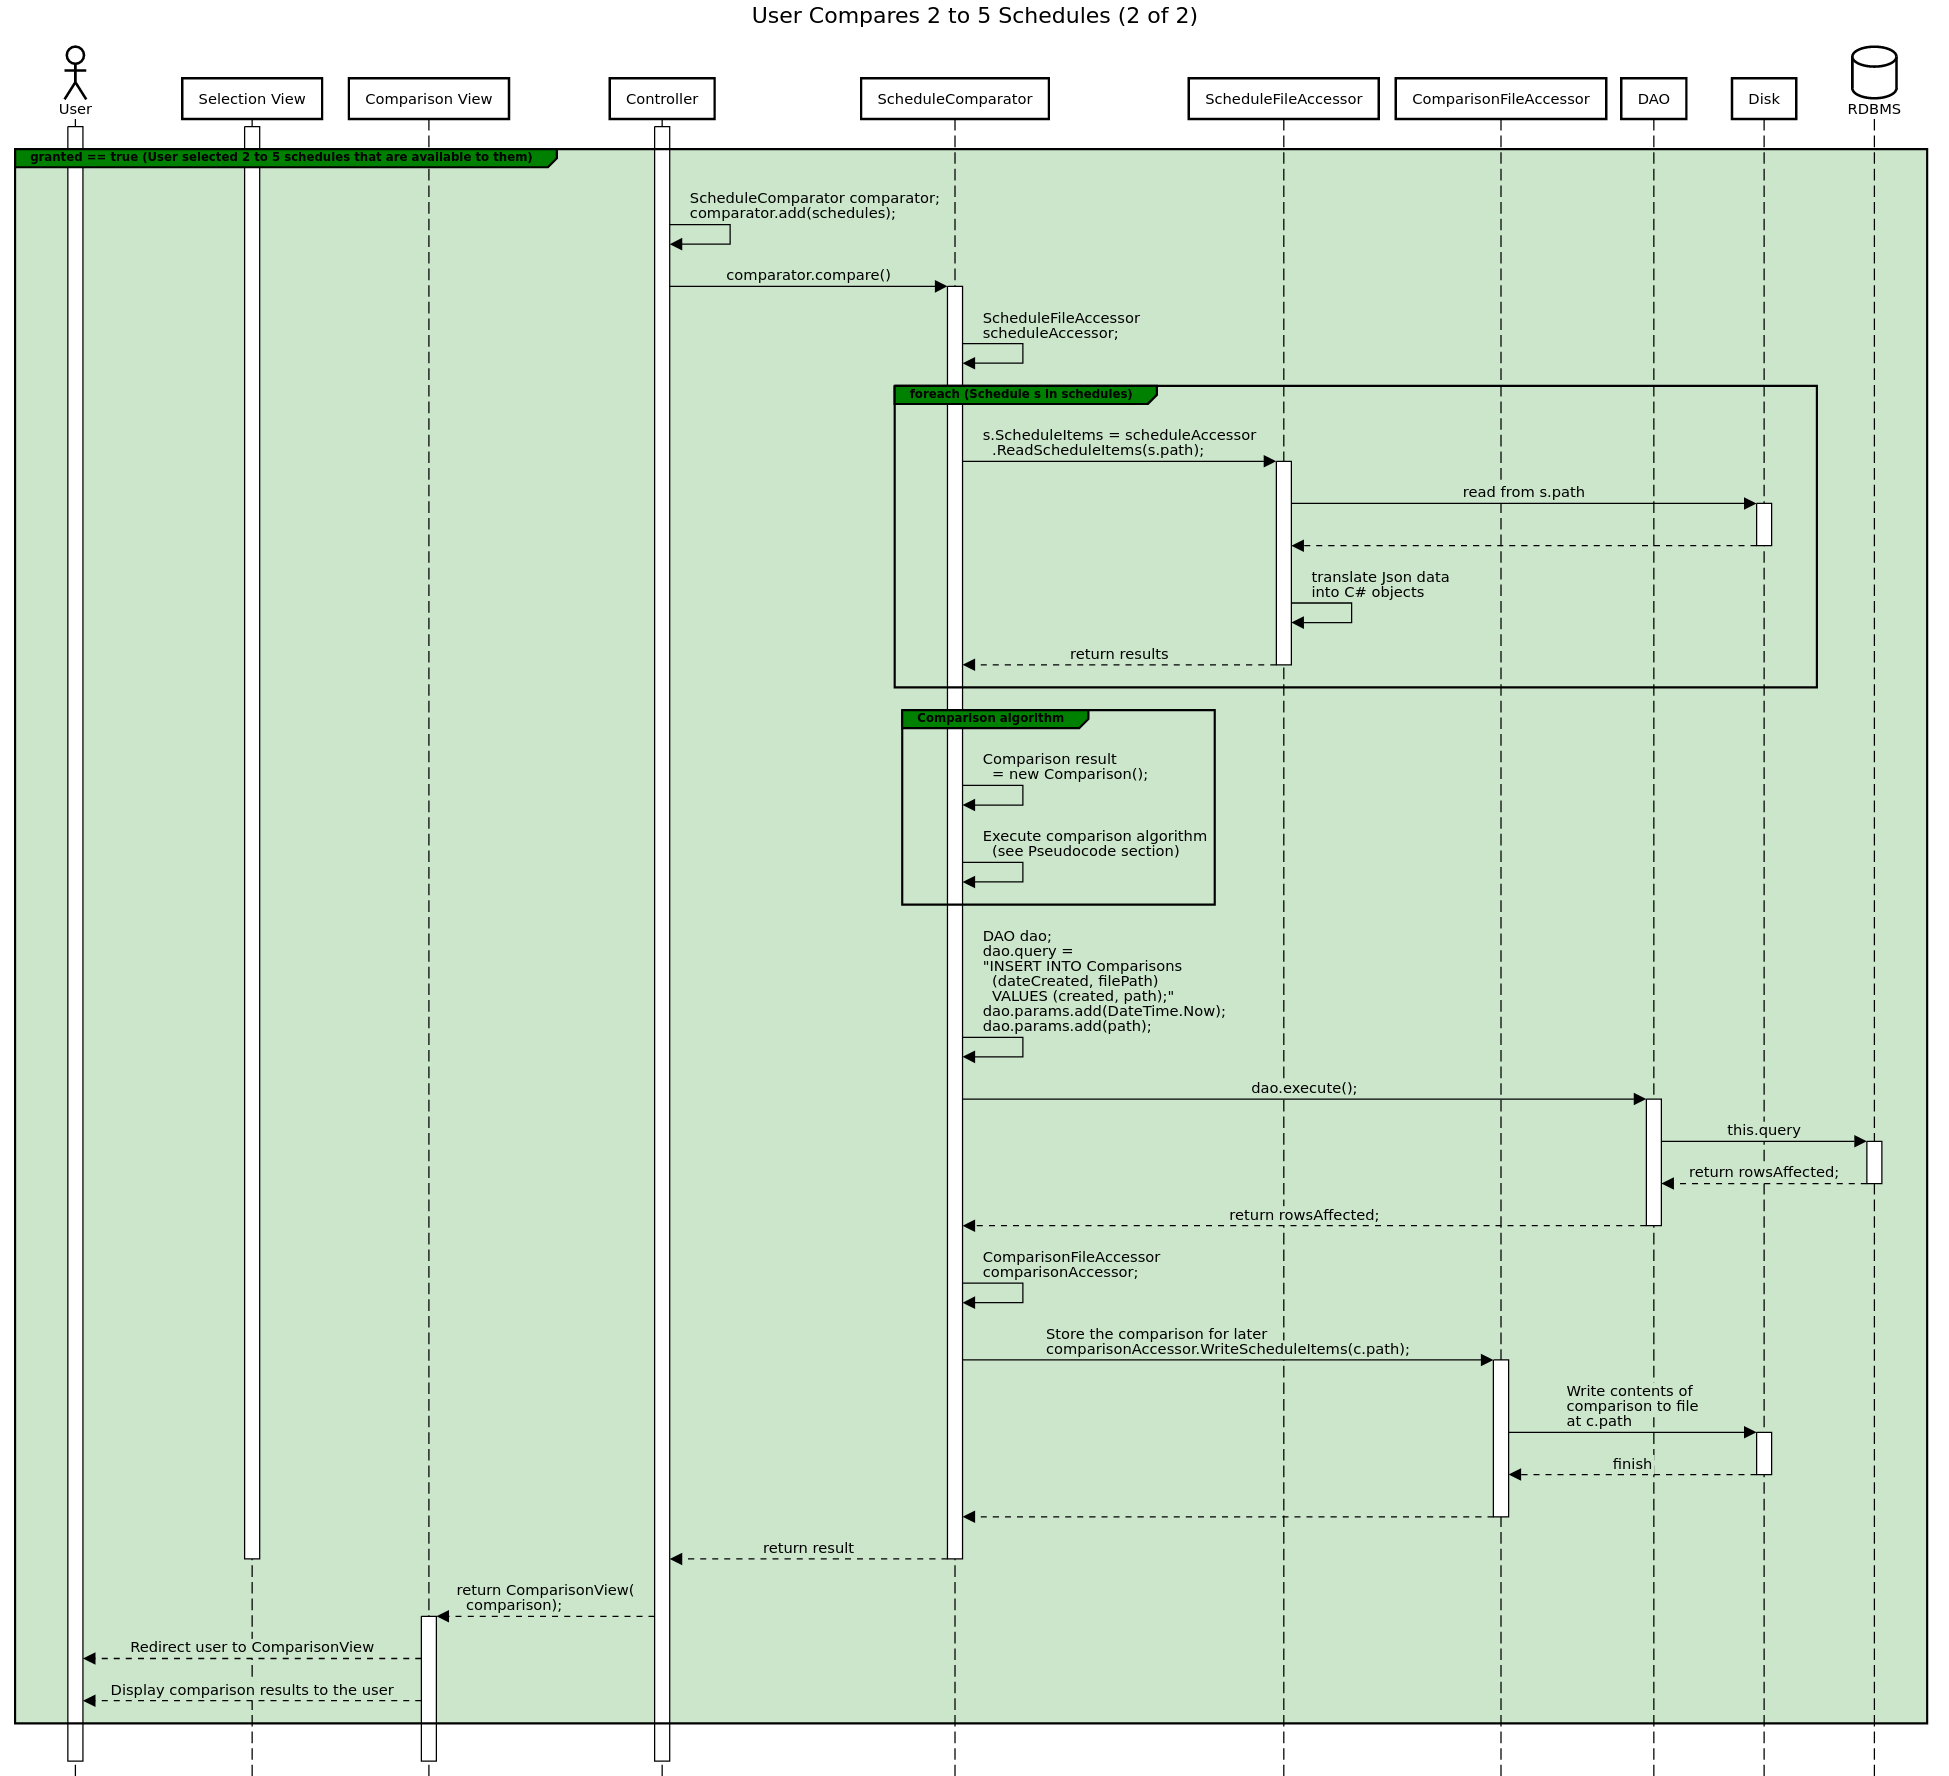 User Compares 2 to 5 Schedules (2 of 2)
User
Selection View
Comparison View
Controller
ScheduleComparator
ScheduleFileAccessor
ComparisonFileAccessor
DAO
Disk
RDBMS
granted == true (User selected 2 to 5 schedules that are available to them)
ScheduleComparator comparator;
comparator.add(schedules);
comparator.compare()
ScheduleFileAccessor
scheduleAccessor;
foreach (Schedule s in schedules)
s.ScheduleItems = scheduleAccessor
.ReadScheduleItems(s.path);
read from s.path
translate Json data
into C# objects
return results
Comparison algorithm
Comparison result
= new Comparison();
Execute comparison algorithm
(see Pseudocode section)
DAO dao;
dao.query =
"INSERT INTO Comparisons
(dateCreated, filePath)
VALUES (created, path);"
dao.params.add(DateTime.Now);
dao.params.add(path);
dao.execute();
this.query
return rowsAffected;
return rowsAffected;
ComparisonFileAccessor
comparisonAccessor;
Store the comparison for later
comparisonAccessor.WriteScheduleItems(c.path);
Write contents of
comparison to file
at c.path
finish
return result
return ComparisonView(
comparison);
Redirect user to ComparisonView
Display comparison results to the user